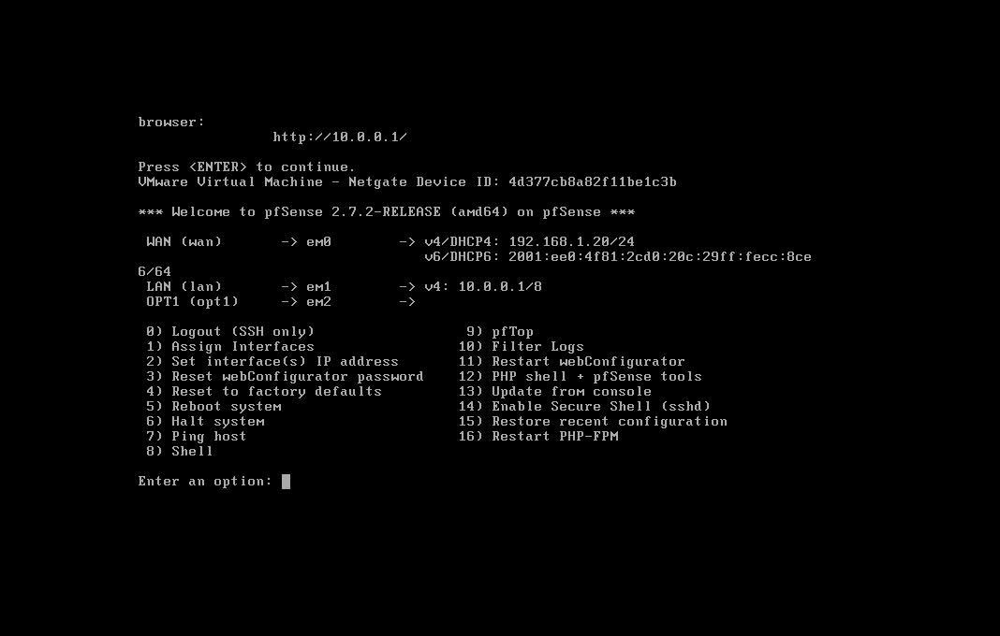 browser:
http://10.0.0.1/
Press <ENTER> to continue.
VMware Virtual Machine - Netgate Device ID: 4d377cb8a82f11be1c3b
*** Welcome to pfSense 2.7.2-RELEASE (amd64) on pfSense ***
WAN (wan) -> em0 -> v4/DHCP4: 192.168.1.20/24
v6/DHCP6: 2001:ee0:4f81:2cd0:20c:29ff:fecc:8ce
6/64
LAN (lan) -> em1 -> v4: 10.0.0.1/8
OPT1 (opt1) -> em2 ->
0) Logout (SSH only) 9) pfTop
1) Assign Interfaces 10) Filter Logs
2) Set interface(s) IP address 11) Restart webConfigurator
3) Reset webConfigurator password 12) PHP shell + pfSense tools
4) Reset to factory defaults 13) Update from console
5) Reboot system 14) Enable Secure Shell (sshd)
6) Halt system 15) Restore recent configuration
7) Ping host 16) Restart PHP-FPM
8) Shell
Enter an option: